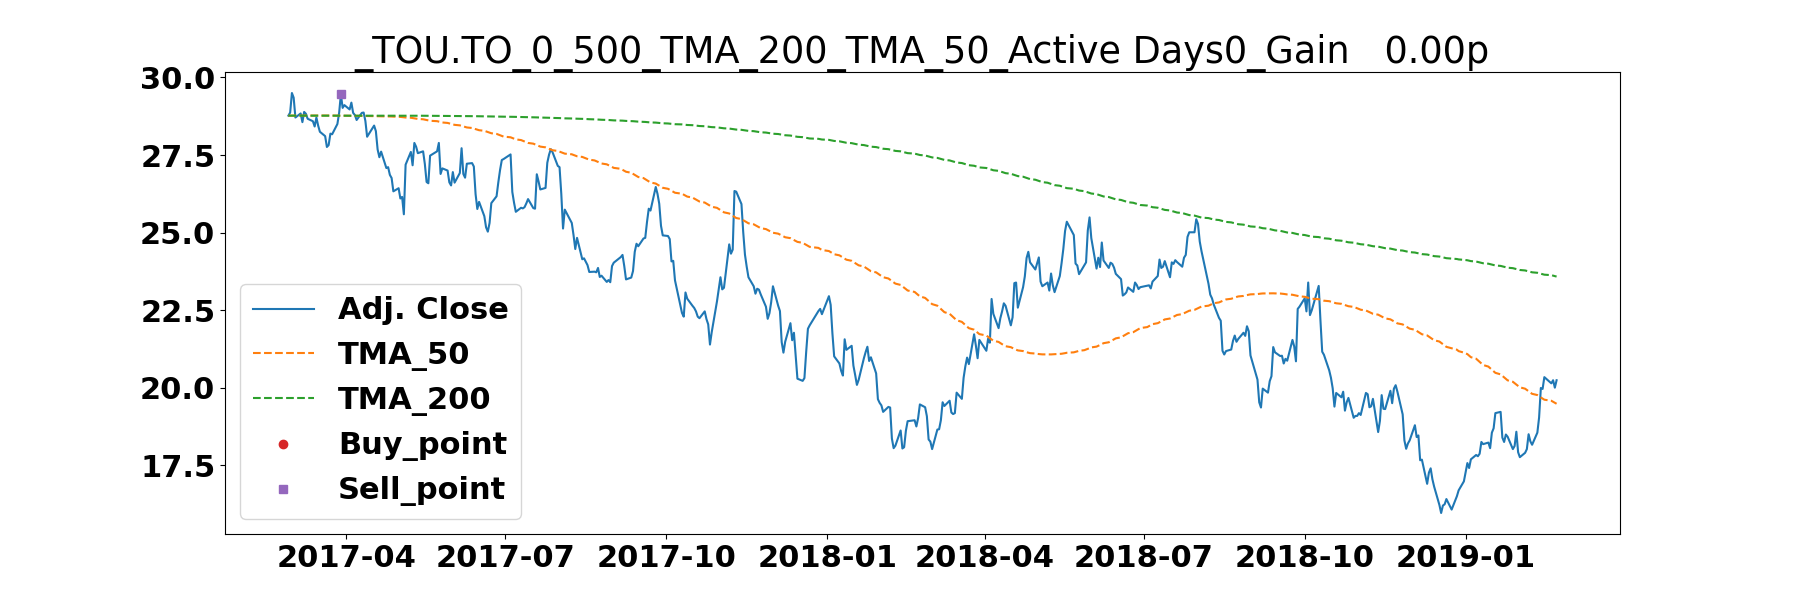 _TOU.TO_0_500_TMA_200_TMA_50_Active Days0_Gain   0.00p
30.0
27.5
25.0
22.5
20.0
17.5
Adj. Close
TMA_50
TMA_200
Buy_point
Sell_point
2017-04 2017-07 2017-10 2018-01 2018-04 2018-07 2018-10 2019-01